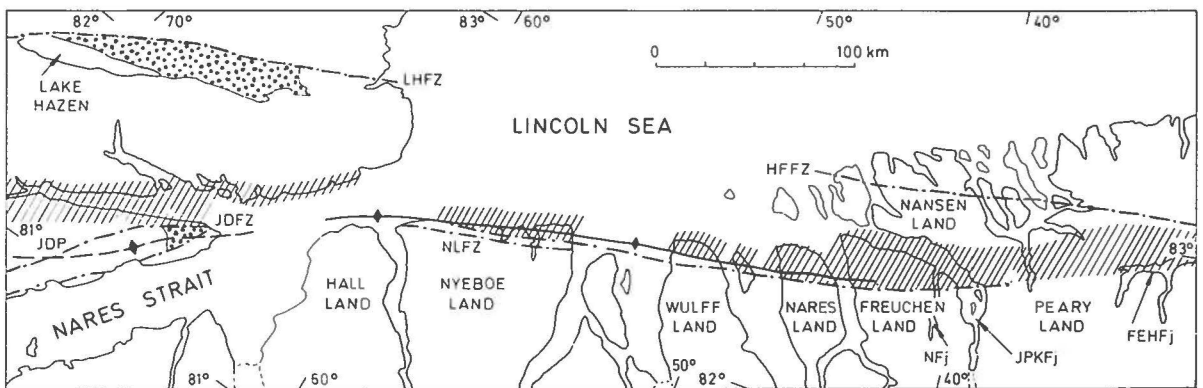 82° 70° 83° 60° 50° 40°
0 100 km
LAKE
HAZEN
LHFZ
LINCOLN SEA
HFFZ
NANSEN
LAND
JDFZ
81°
JDP
NLFZ
83°
NARES STRAIT
HALL
LAND
NYEBOE
LAND
WULFF
LAND
NARES
LAND
FREUCHEN
LAND
PEARY
LAND
FEHFj
NFj
JPKFj
81° 60° 50° 82° 40°